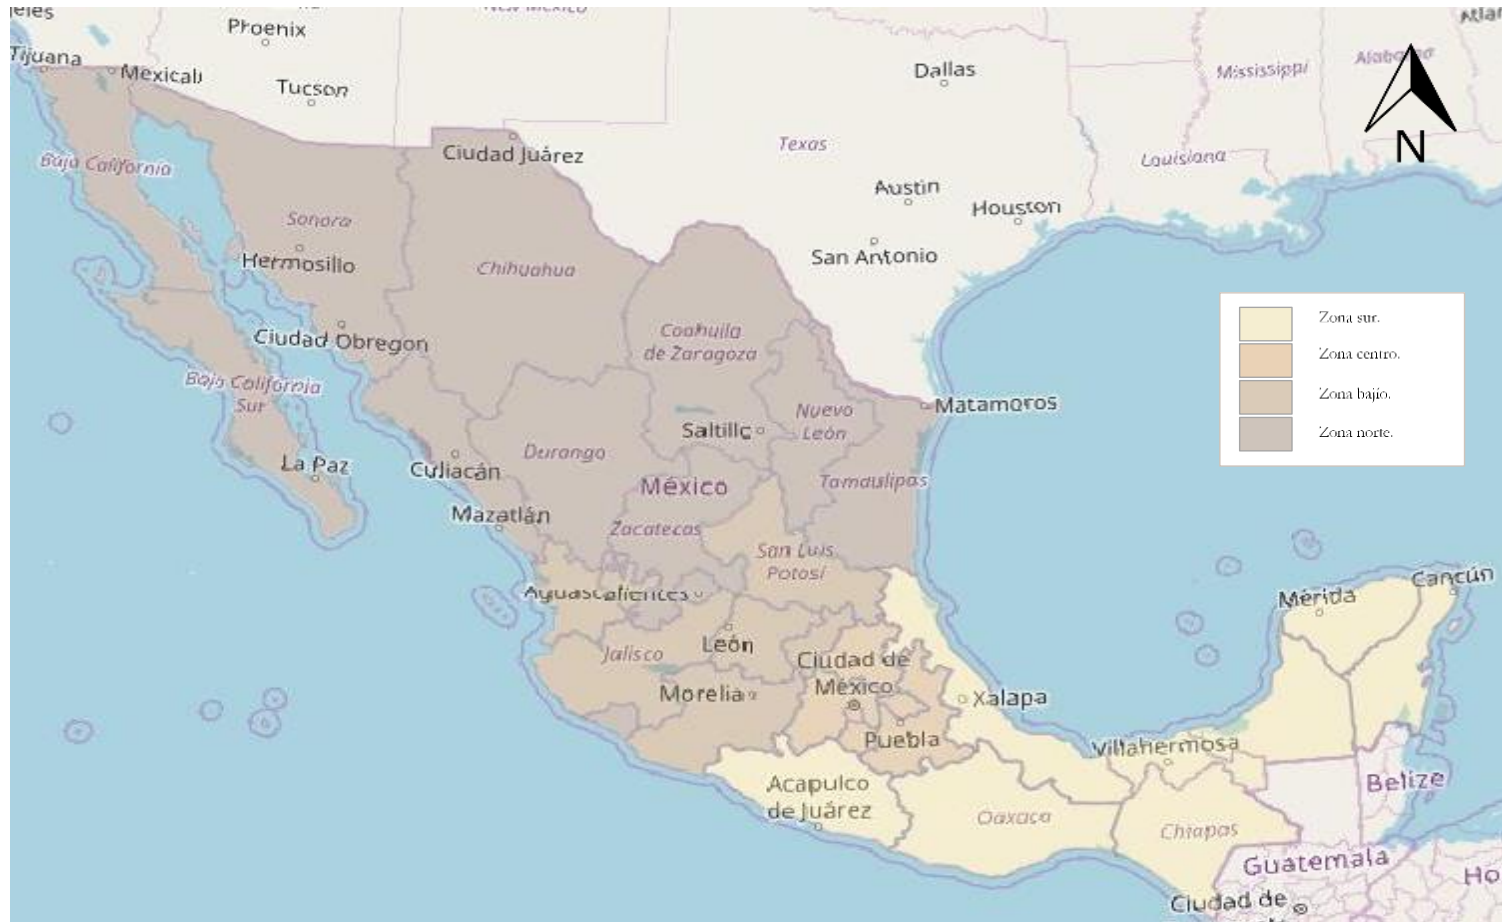 Phoenix
Tijuana
Mexicali
Tucson
Dallas
Mississippi
Alabama
N
Ciudad Juárez
Texas
Louisiana
Baja California
Austin
Houston
Sonora
Hermosillo
San Antonio
Chihuahua
Zona sur.
Zona centro.
Zona bajío.
Zona norte.
Ciudad Obregon
Coahuila
de Zaragoza
Baja California
Sur
Nuevo
León
Matamoros
Saltillo
Durango
La Paz
Culiacán
México
Tamaulipas
Mazatlán
Zacatecas
San Luis
Potosí
Aguascalientes
Cancún
Mérida
Jalisco
León
Ciudad de
México
Morelia
Xalapa
Puebla
Villahermosa
Acapulco
de Juárez
Belize
Oaxaca
Chiapas
Guatemala
Ho
Ciudad de